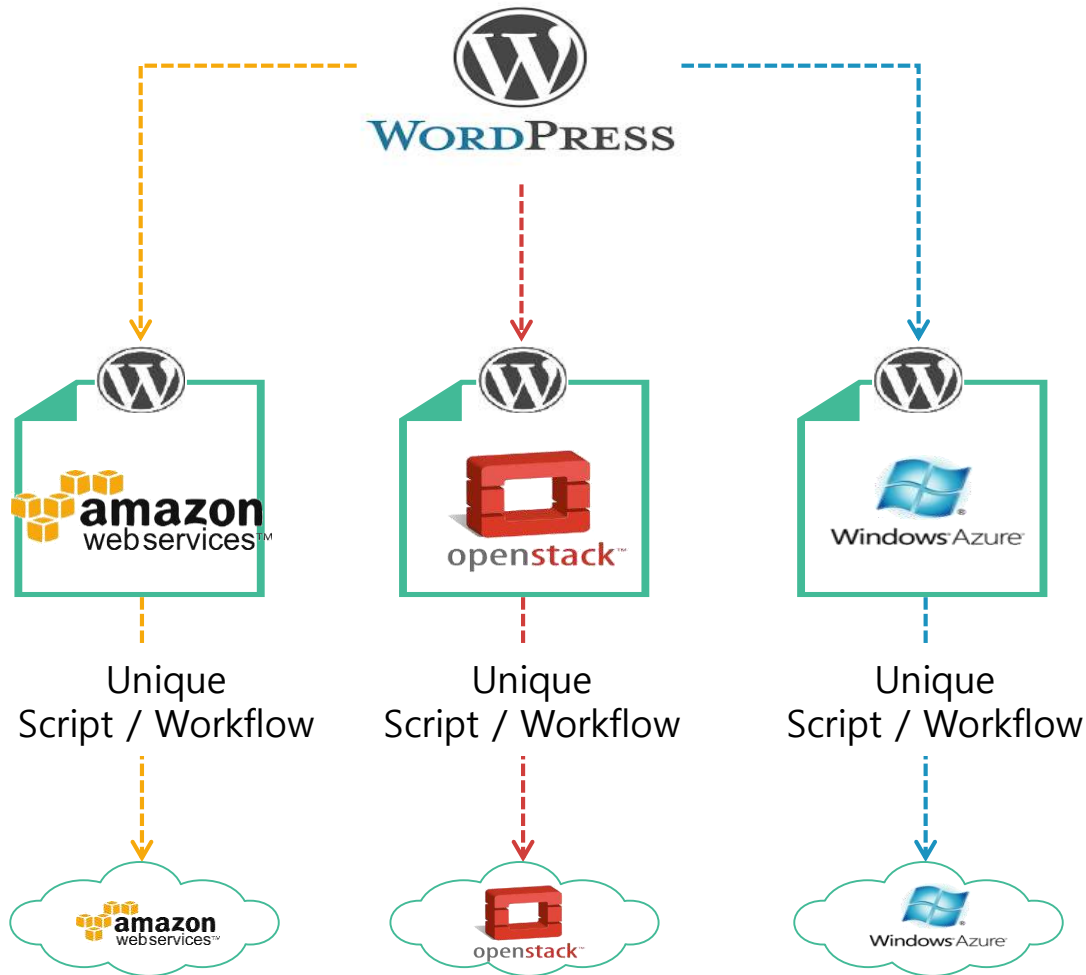 W
WORDPRESS
W
W
W
amazon
webservices™
openstack™
Windows Azure
Unique
Script / Workflow
Unique
Script / Workflow
Unique
Script / Workflow
amazon
webservices™
openstack
Windows Azure